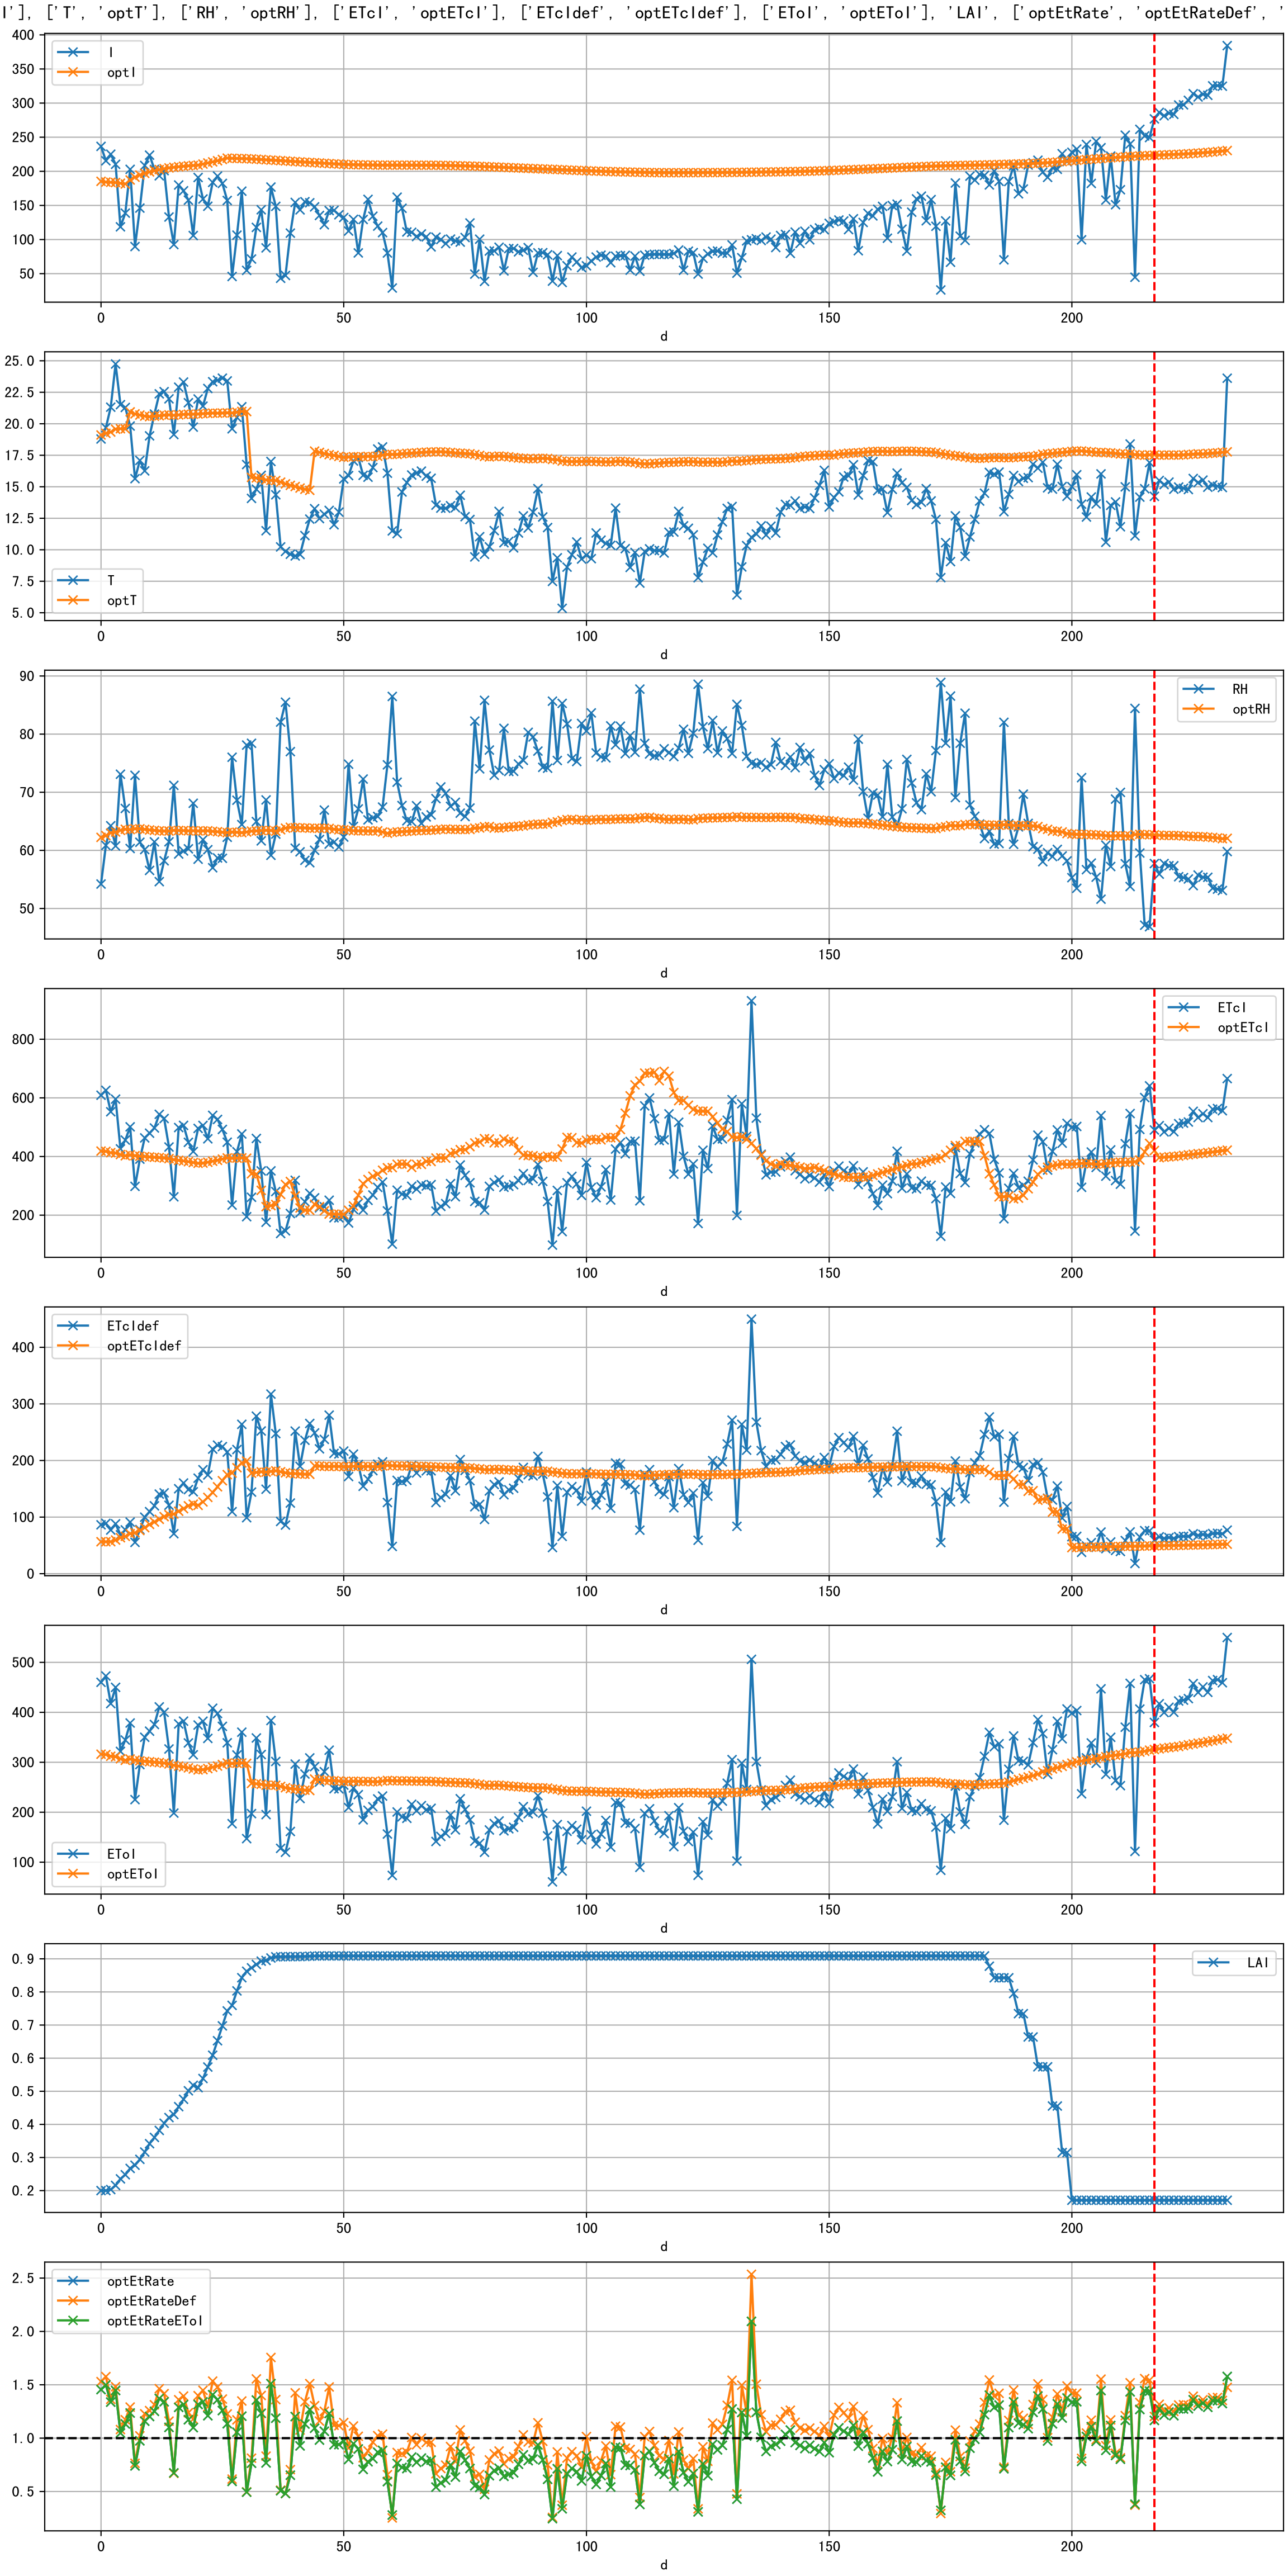 I'], ['T', 'optT'], ['RH', 'optRH'], ['ETcI', 'optETcI'], ['ETcIdef', 'optETcIdef'], ['EToI', 'optEToI'], 'LAI', ['optEtRate', 'optEtRateDef', '
400
350
300
250
200
150
100
50
I
optI
0 50 100 150 200
d
25.0
22.5
20.0
17.5
15.0
12.5
10.0
7.5
5.0
T
optT
0 50 100 150 200
d
90
80
70
60
50
RH
optRH
0 50 100 150 200
d
800
600
400
200
ETcI
optETcI
0 50 100 150 200
d
400
300
200
100
0
ETcIdef
optETcIdef
0 50 100 150 200
d
500
400
300
200
100
EToI
optEToI
0 50 100 150 200
d
0.9
0.8
0.7
0.6
0.5
0.4
0.3
0.2
LAI
0 50 100 150 200
d
2.5
2.0
1.5
1.0
0.5
optEtRate
optEtRateDef
optEtRateEToI
0 50 100 150 200
d